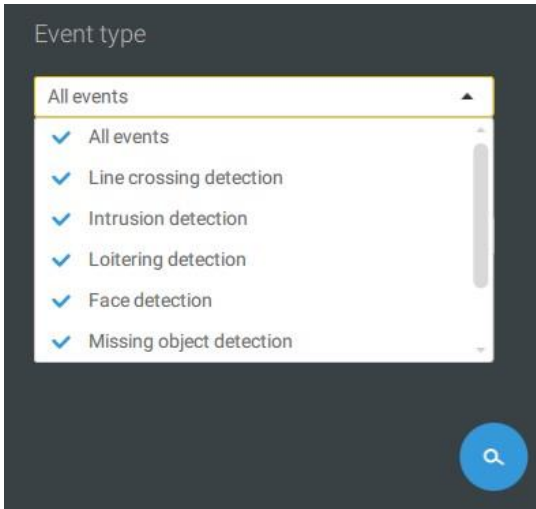 Event type
All events
All events
Line crossing detection
Intrusion detection
Loitering detection
Face detection
Missing object detection